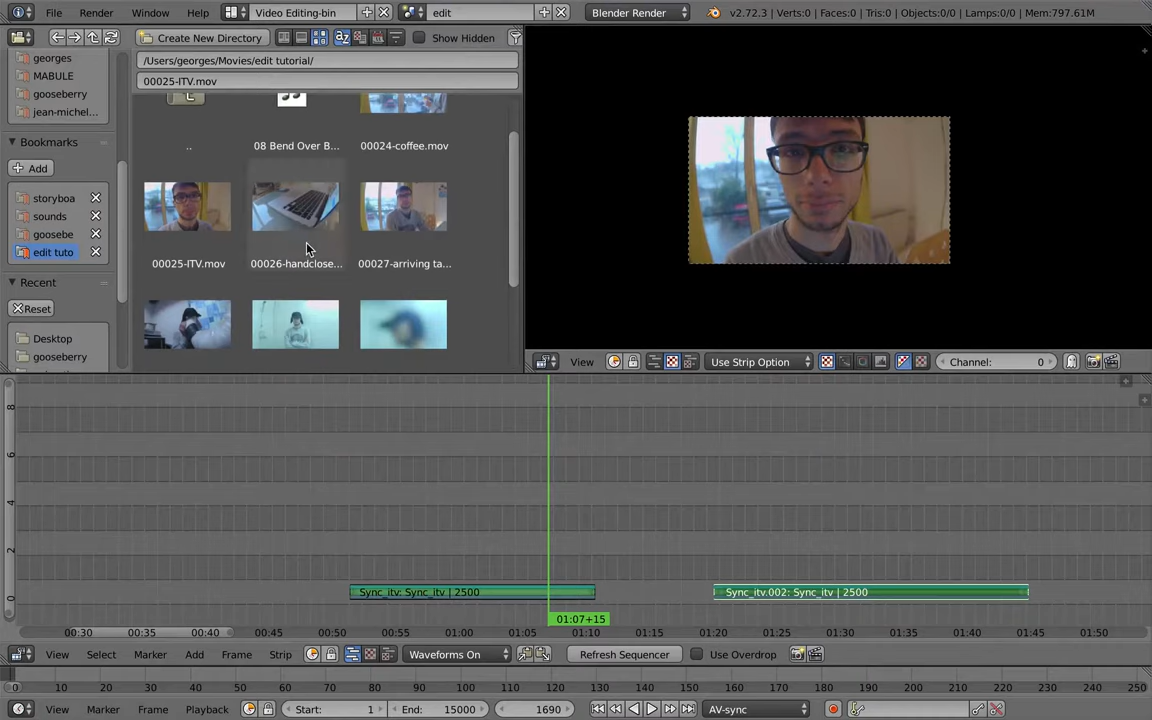 File Render Window Help Video Editing-bin edit Blender Render v2.72.3 | Verts:0 | Faces:0 | Tris:0 | Objects:0/0 | Lamps:0/0 | Mem:797.61M
Create New Directory Show Hidden
georges
MABULE
gooseberry
jean-michel...
Bookmarks
Add
storyboa
sounds
goosebe
edit tuto
Recent
Reset
Desktop
gooseberry
/Users/georges/Movies/edit tutorial/
00025-ITV.mov
.. 08 Bend Over B... 00024-coffee.mov
00025-ITV.mov 00026-handclose... 00027-arriving ta...
View Use Strip Option Channel: 0
8
6
4
2
0
Sync_itv: Sync_itv | 2500 Sync_itv.002: Sync_itv | 2500
01:07+15
00:30 00:35 00:40 00:45 00:50 00:55 01:00 01:05 01:10 01:15 01:20 01:25 01:30 01:35 01:40 01:45 01:50
View Select Marker Add Frame Strip Waveforms On Refresh Sequencer Use Overdrop
0 10 20 30 40 50 60 70 80 90 100 110 120 130 140 150 160 170 180 190 200 210 220 230 240 250
View Marker Frame Playback Start: 1 End: 15000 1690 AV-sync